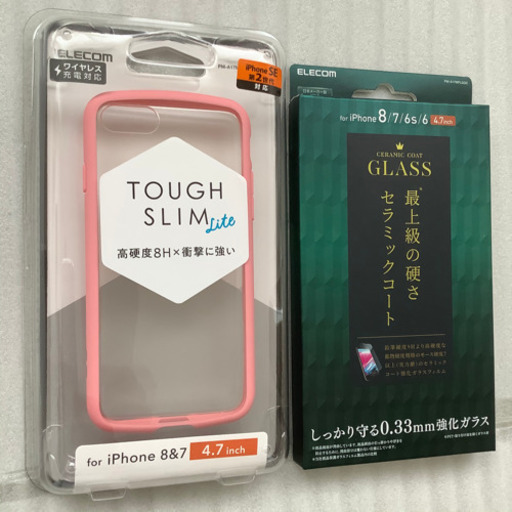 ELECOM
ワイヤレス
充電対応
iPhone SE
第2世代
対応
TOUGH
SLIM
Lite
高硬度8H×衝撃に強い
for iPhone 8&7 4.7inch
ELECOM
for iPhone 8/7/6s/6 4.7inch
CERAMIC COAT
GLASS
最上級の硬さ
セラミックコート
しっかり守る0.33mm強化ガラス